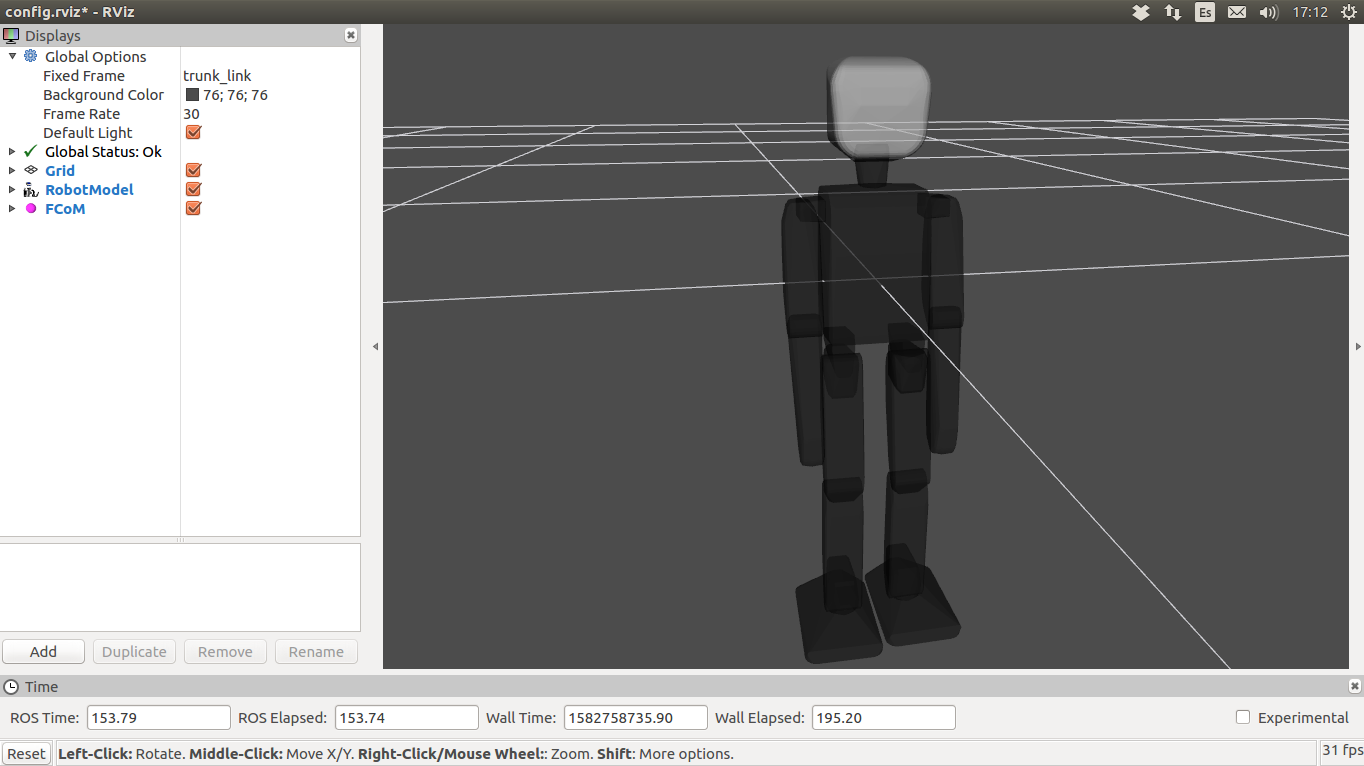 config.rviz* - RViz
Es
17:12
Displays
Global Options
Fixed Frame trunk_link
Background Color 76; 76; 76
Frame Rate 30
Default Light
Global Status: Ok
Grid
RobotModel
FCoM
Add Duplicate Remove Rename
Time
ROS Time: 153.79 ROS Elapsed: 153.74 Wall Time: 1582758735.90 Wall Elapsed: 195.20 Experimental
Reset Left-Click: Rotate. Middle-Click: Move X/Y. Right-Click/Mouse Wheel:: Zoom. Shift: More options. 31 fps